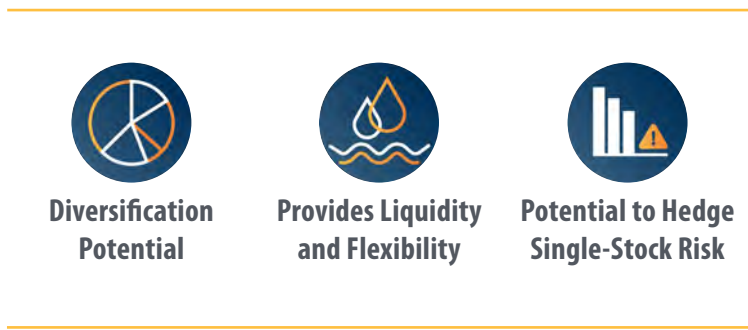 Diversification
Potential
Provides Liquidity
and Flexibility
Potential to Hedge
Single-Stock Risk